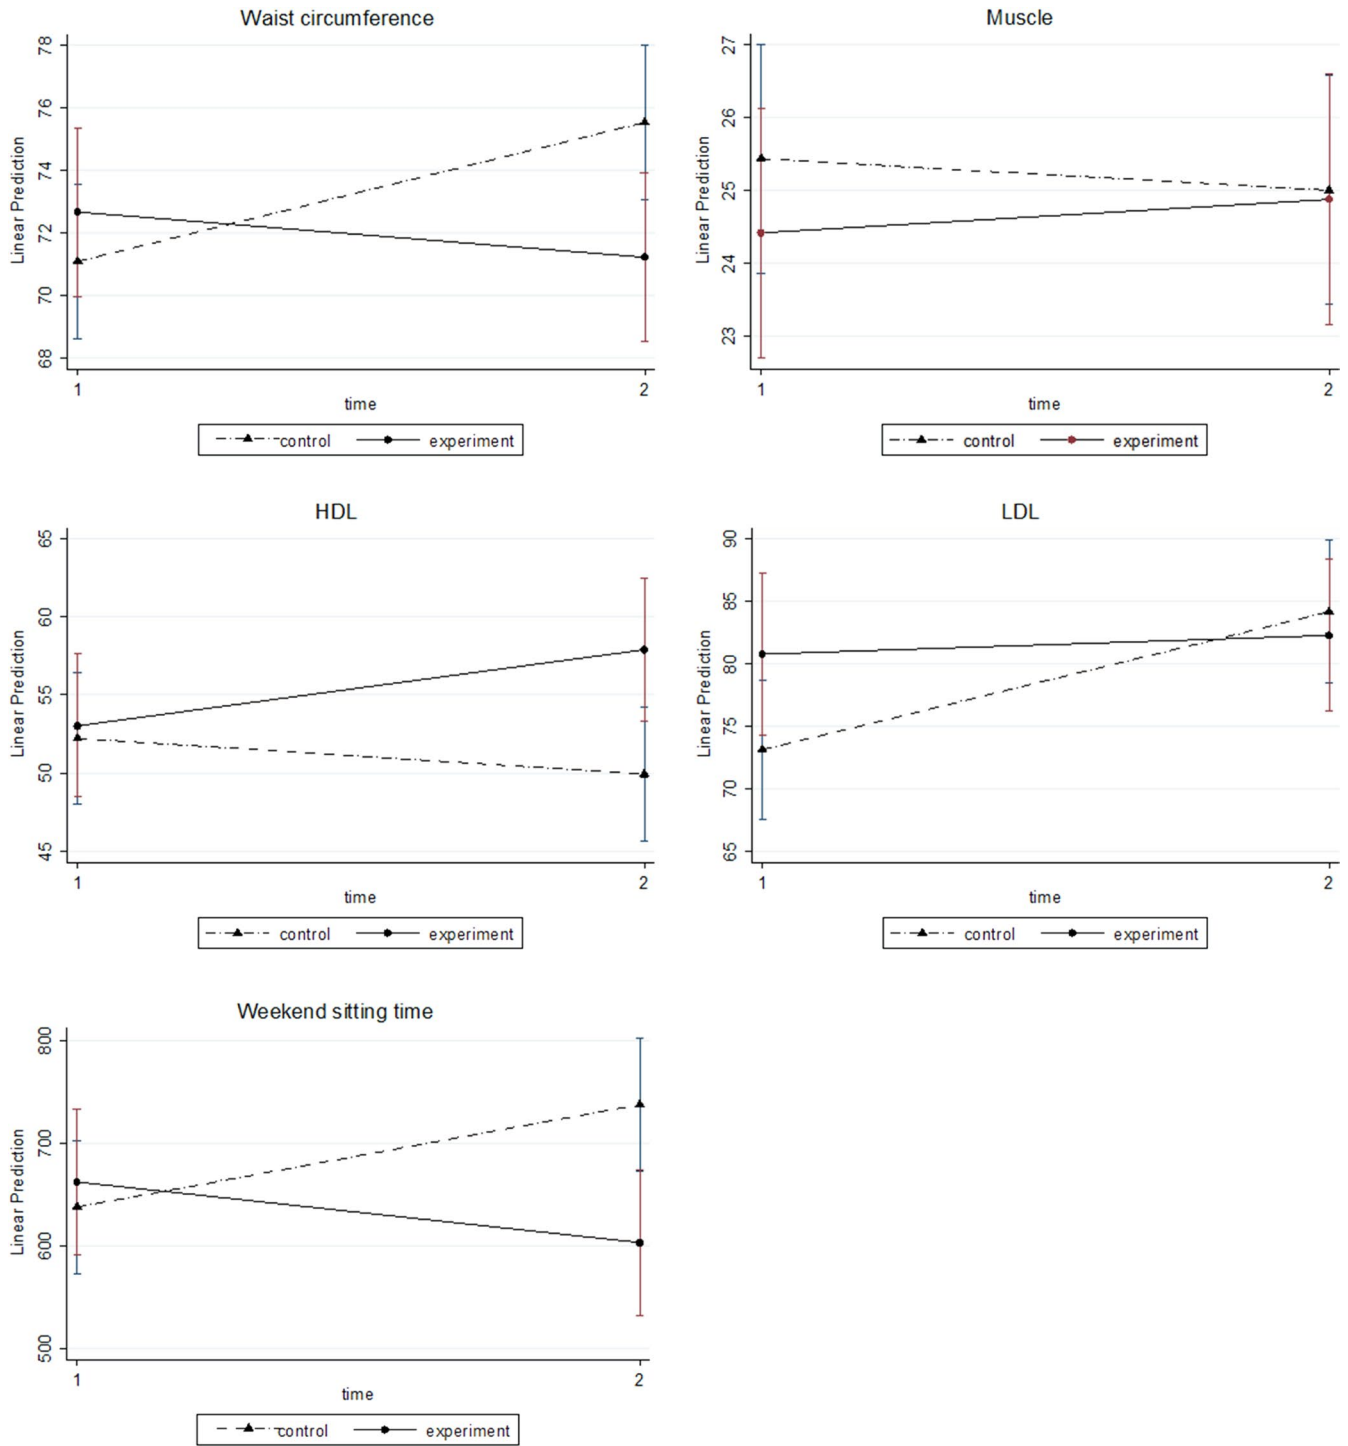 Waist circumference
Linear Prediction
78
76
74
72
70
68
1 2
time
control experiment
Muscle
Linear Prediction
27
26
25
24
23
1 2
time
control experiment
HDL
Linear Prediction
65
60
55
50
45
1 2
time
control experiment
LDL
Linear Prediction
90
85
80
75
70
65
1 2
time
control experiment
Weekend sitting time
Linear Prediction
800
700
600
500
1 2
time
control experiment